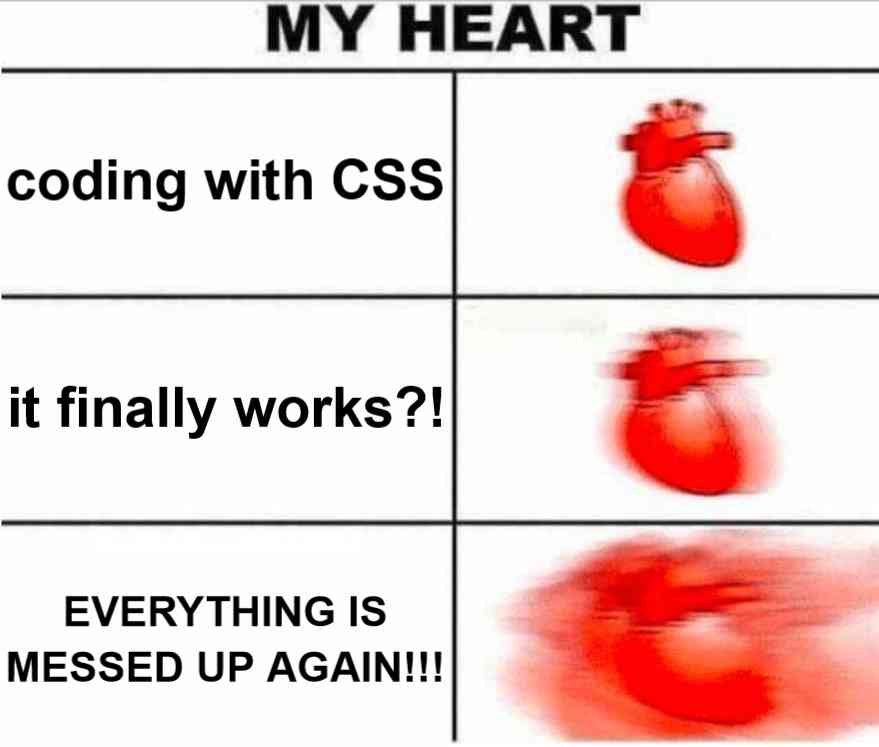 MY HEART
coding with CSS
it finally works?!
EVERYTHING IS
MESSED UP AGAIN!!!